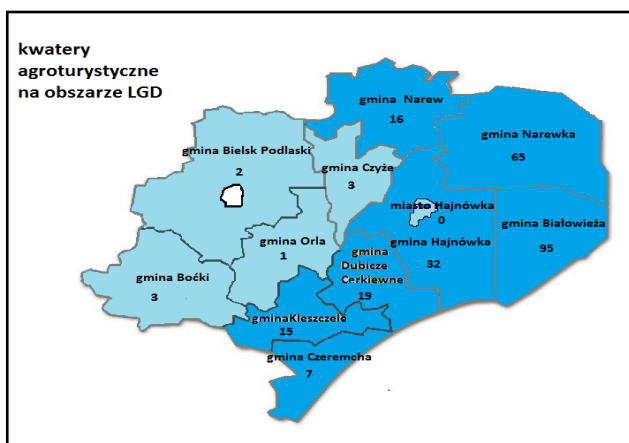 kwatery
agroturystyczne
na obszarze LGD
gmina Narew
16
gmina Narewka
65
gmina Bielsk Podlaski
2
gmina Czyże
3
miasto Hajnówka
0
gmina Białowieża
95
gmina Orla
1
gmina Hajnówka
32
gmina
Dubicze
Cerkiewne
19
gmina Boćki
3
gminaKleszczele
15
gmina Czeremcha
7